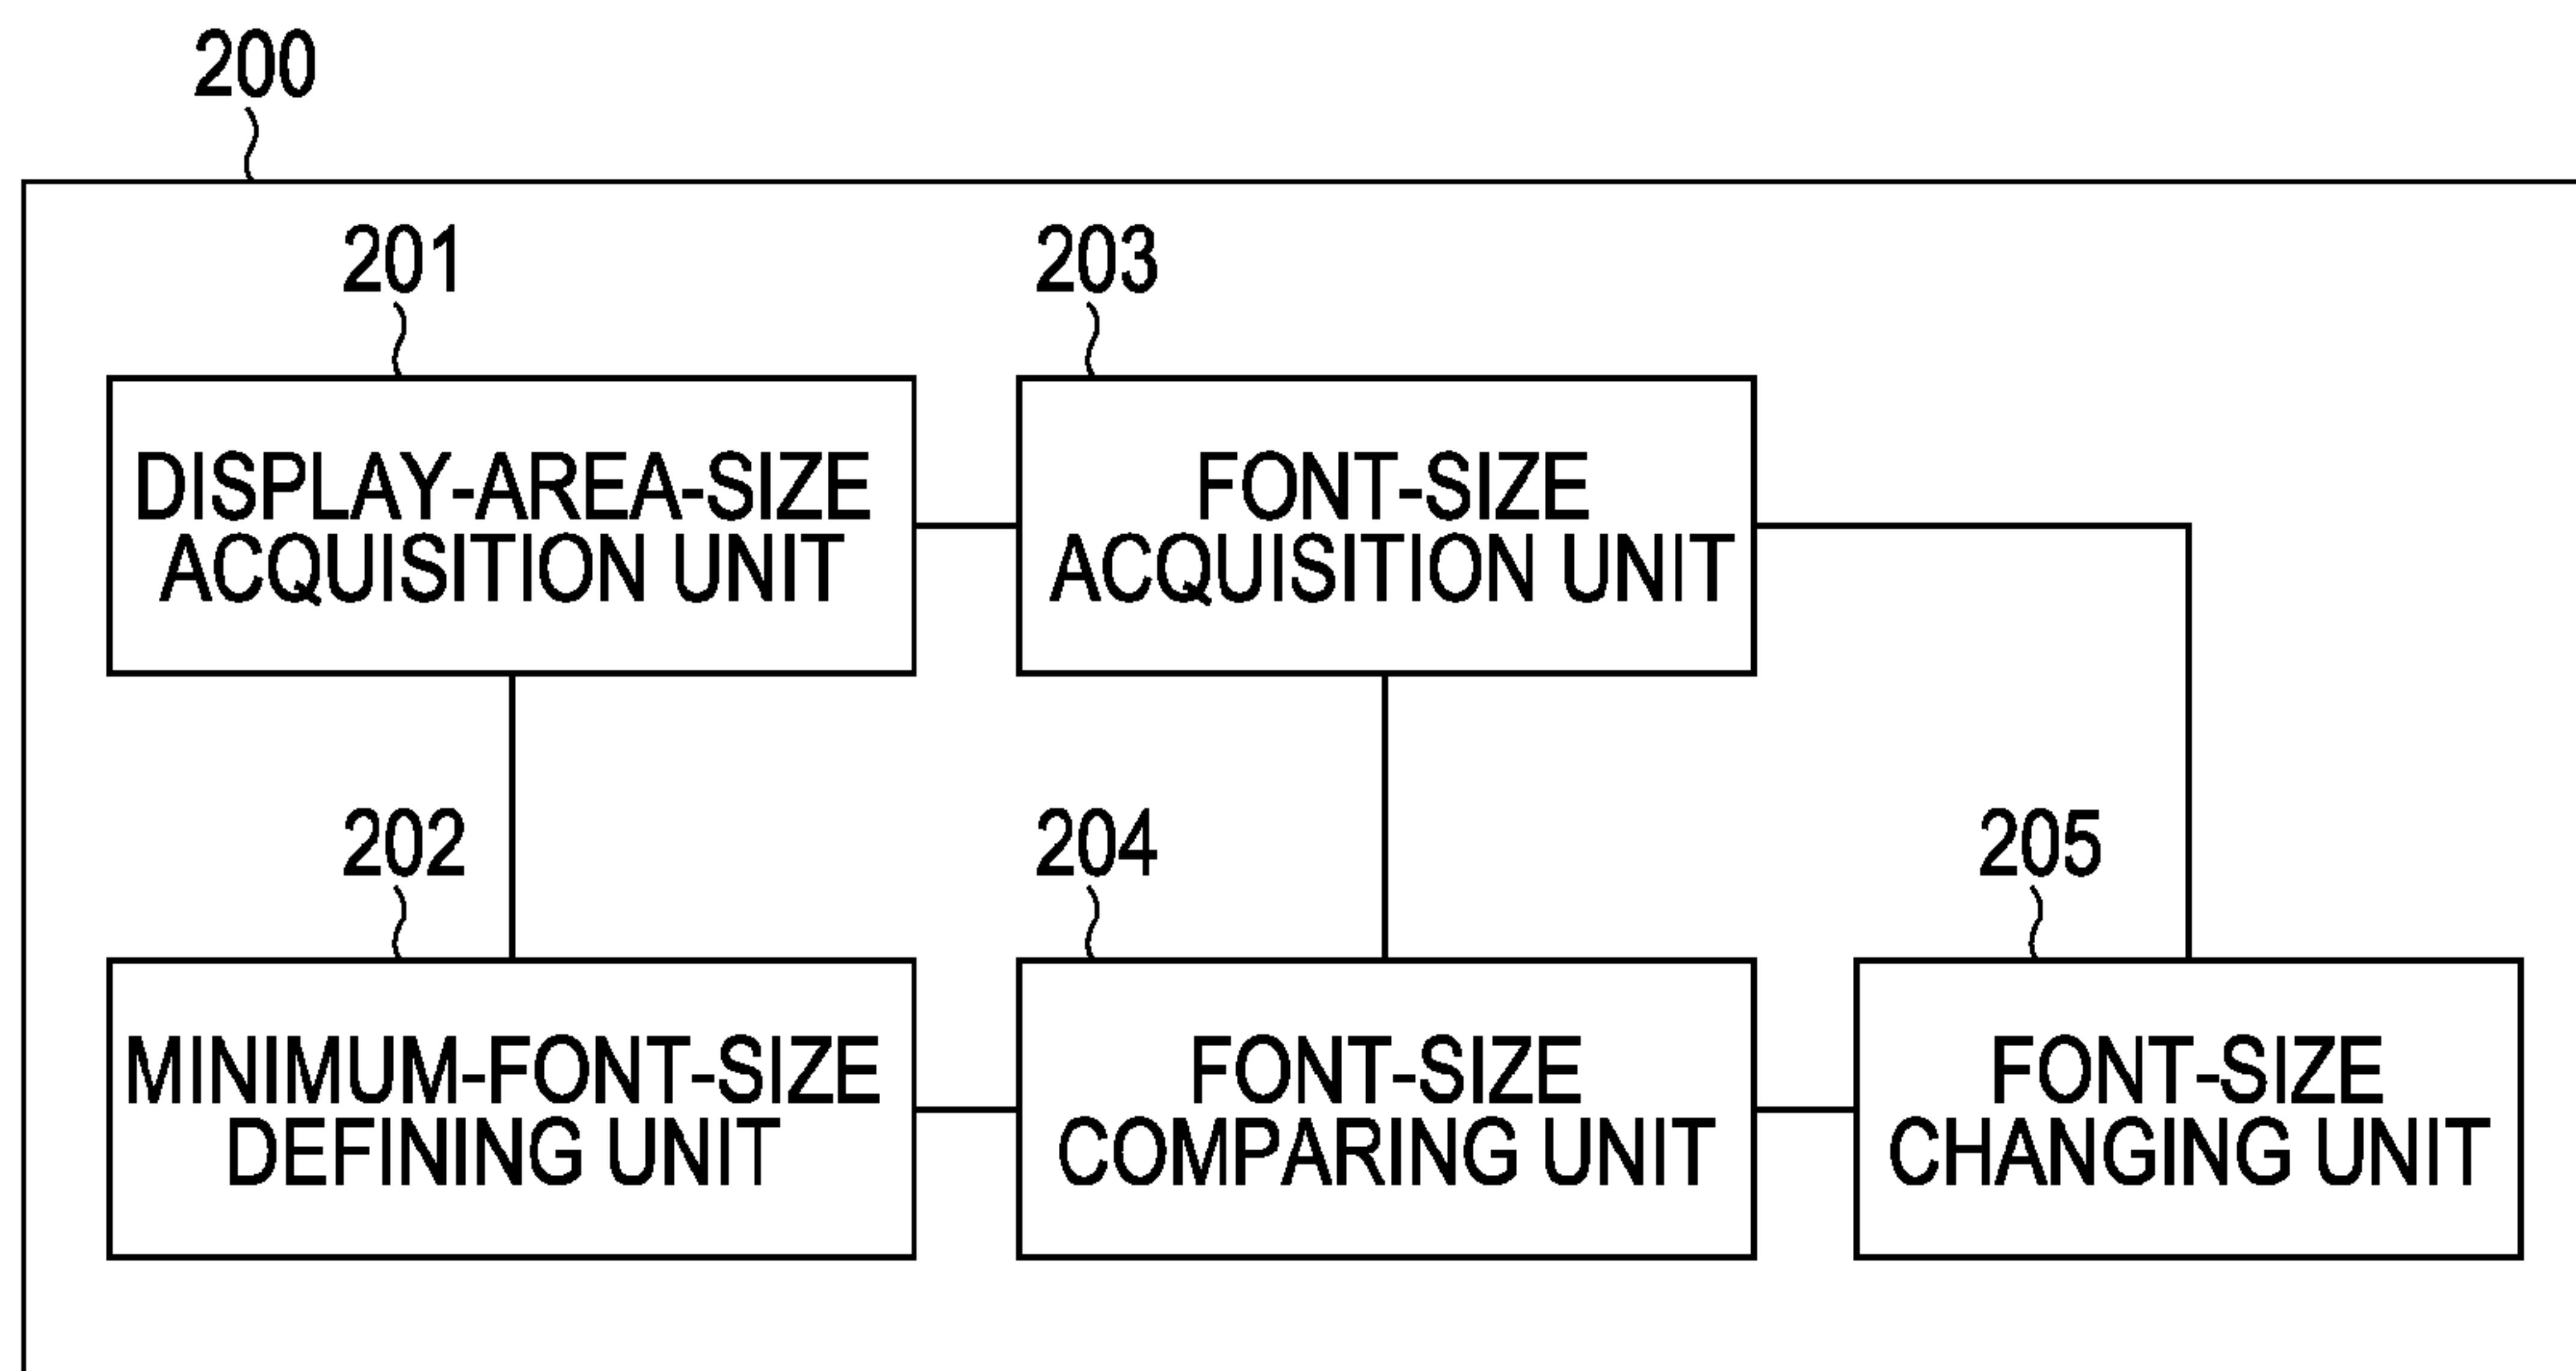 200
201
203
DISPLAY-AREA-SIZE
ACQUISITION UNIT
FONT-SIZE
ACQUISITION UNIT
202
204
205
MINIMUM-FONT-SIZE
DEFINING UNIT
FONT-SIZE
COMPARING UNIT
FONT-SIZE
CHANGING UNIT